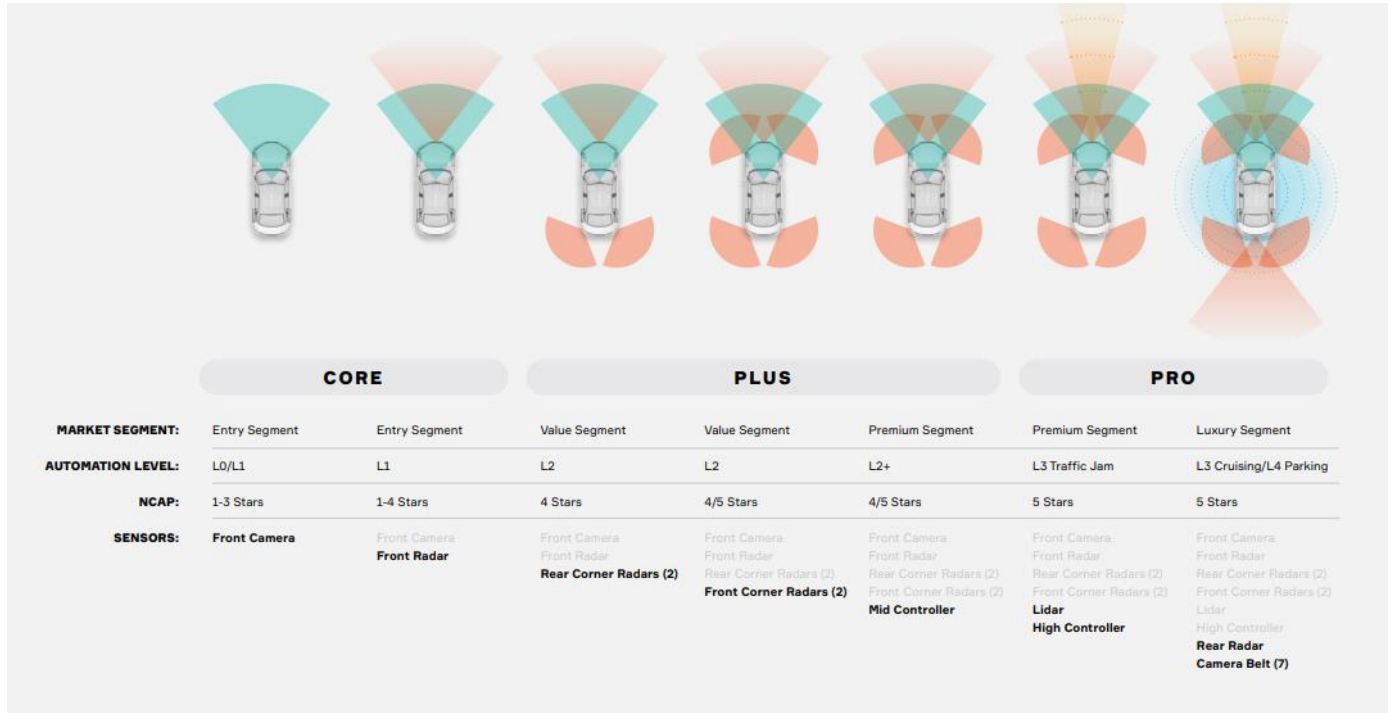 CORE
PLUS
PRO
MARKET SEGMENT: Entry Segment Entry Segment Value Segment Value Segment Premium Segment Premium Segment Luxury Segment
AUTOMATION LEVEL: L0/L1 L1 L2 L2 L2+ L3 Traffic Jam L3 Cruising/L4 Parking
NCAP: 1-3 Stars 1-4 Stars 4 Stars 4/5 Stars 4/5 Stars 5 Stars 5 Stars
SENSORS: Front Camera Front Camera Front Camera Front Camera Front Camera Front Camera Front Camera
Front Radar Front Radar Front Radar Front Radar Front Radar Front Radar
Rear Corner Radars (2) Rear Corner Radars (2) Rear Corner Radars (2) Rear Corner Radars (2) Rear Corner Radars (2)
Front Corner Radars (2) Front Corner Radars (2) Front Corner Radars (2) Front Corner Radars (2)
Mid Controller Lidar Lidar
High Controller High Controller
Rear Radar
Camera Belt (7)